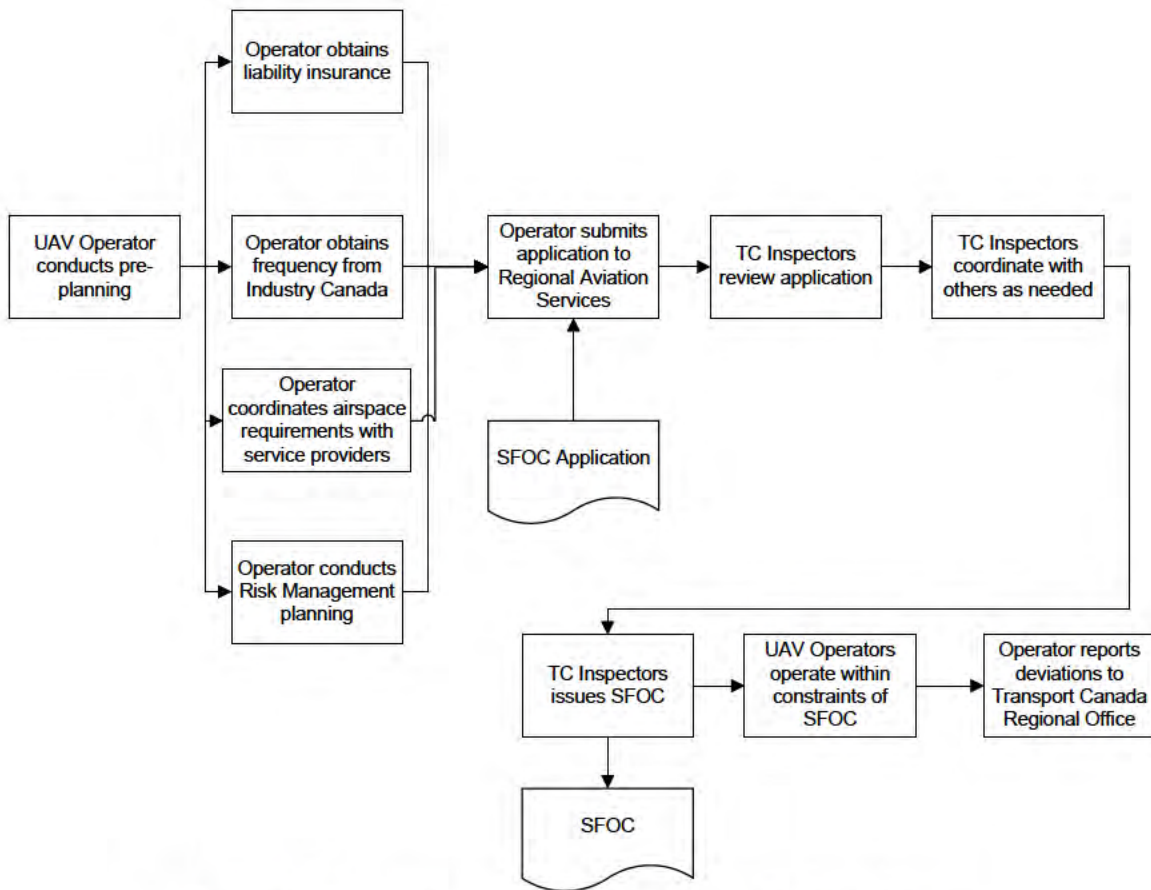 Operator obtains
liability insurance
UAV Operator
conducts pre-
planning
Operator obtains
frequency from
Industry Canada
Operator submits
application to
Regional Aviation
Services
TC Inspectors
review application
TC Inspectors
coordinate with
others as needed
Operator
coordinates airspace
requirements with
service providers
SFOC Application
Operator conducts
Risk Management
planning
TC Inspectors
issues SFOC
UAV Operators
operate within
constraints of
SFOC
Operator reports
deviations to
Transport Canada
Regional Office
SFOC